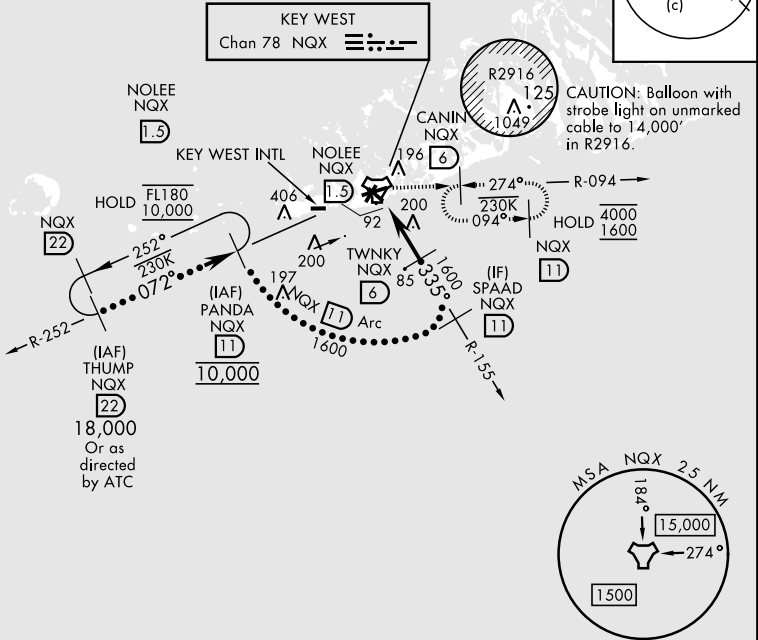 (c)
KEY WEST
Chan 78 NQX
R2916
125
1049
CAUTION: Balloon with
strobe light on unmarked
cable to 14,000'
in R2916.
NOLEE
NQX
1.5
KEY WEST INTL
NOLEE
NQX
1.5
196
CANIN
NQX
6
HOLD FL180
10,000
406
92
200
274°
R-094
230K
094°
HOLD 4000
1600
NQX
11
NQX
22
252°
230K
072°
200
197
TWNKY
NQX
6
85
1600
335°
(IF)
SPAAD
NQX
11
R-252
(IAF)
PANDA
NQX
11
10,000
NQX 11 Arc
1600
R-155
(IAF)
THUMP
NQX
22
18,000
Or as
directed
by ATC
MSA NQX 25 NM
184°
15,000
274°
1500